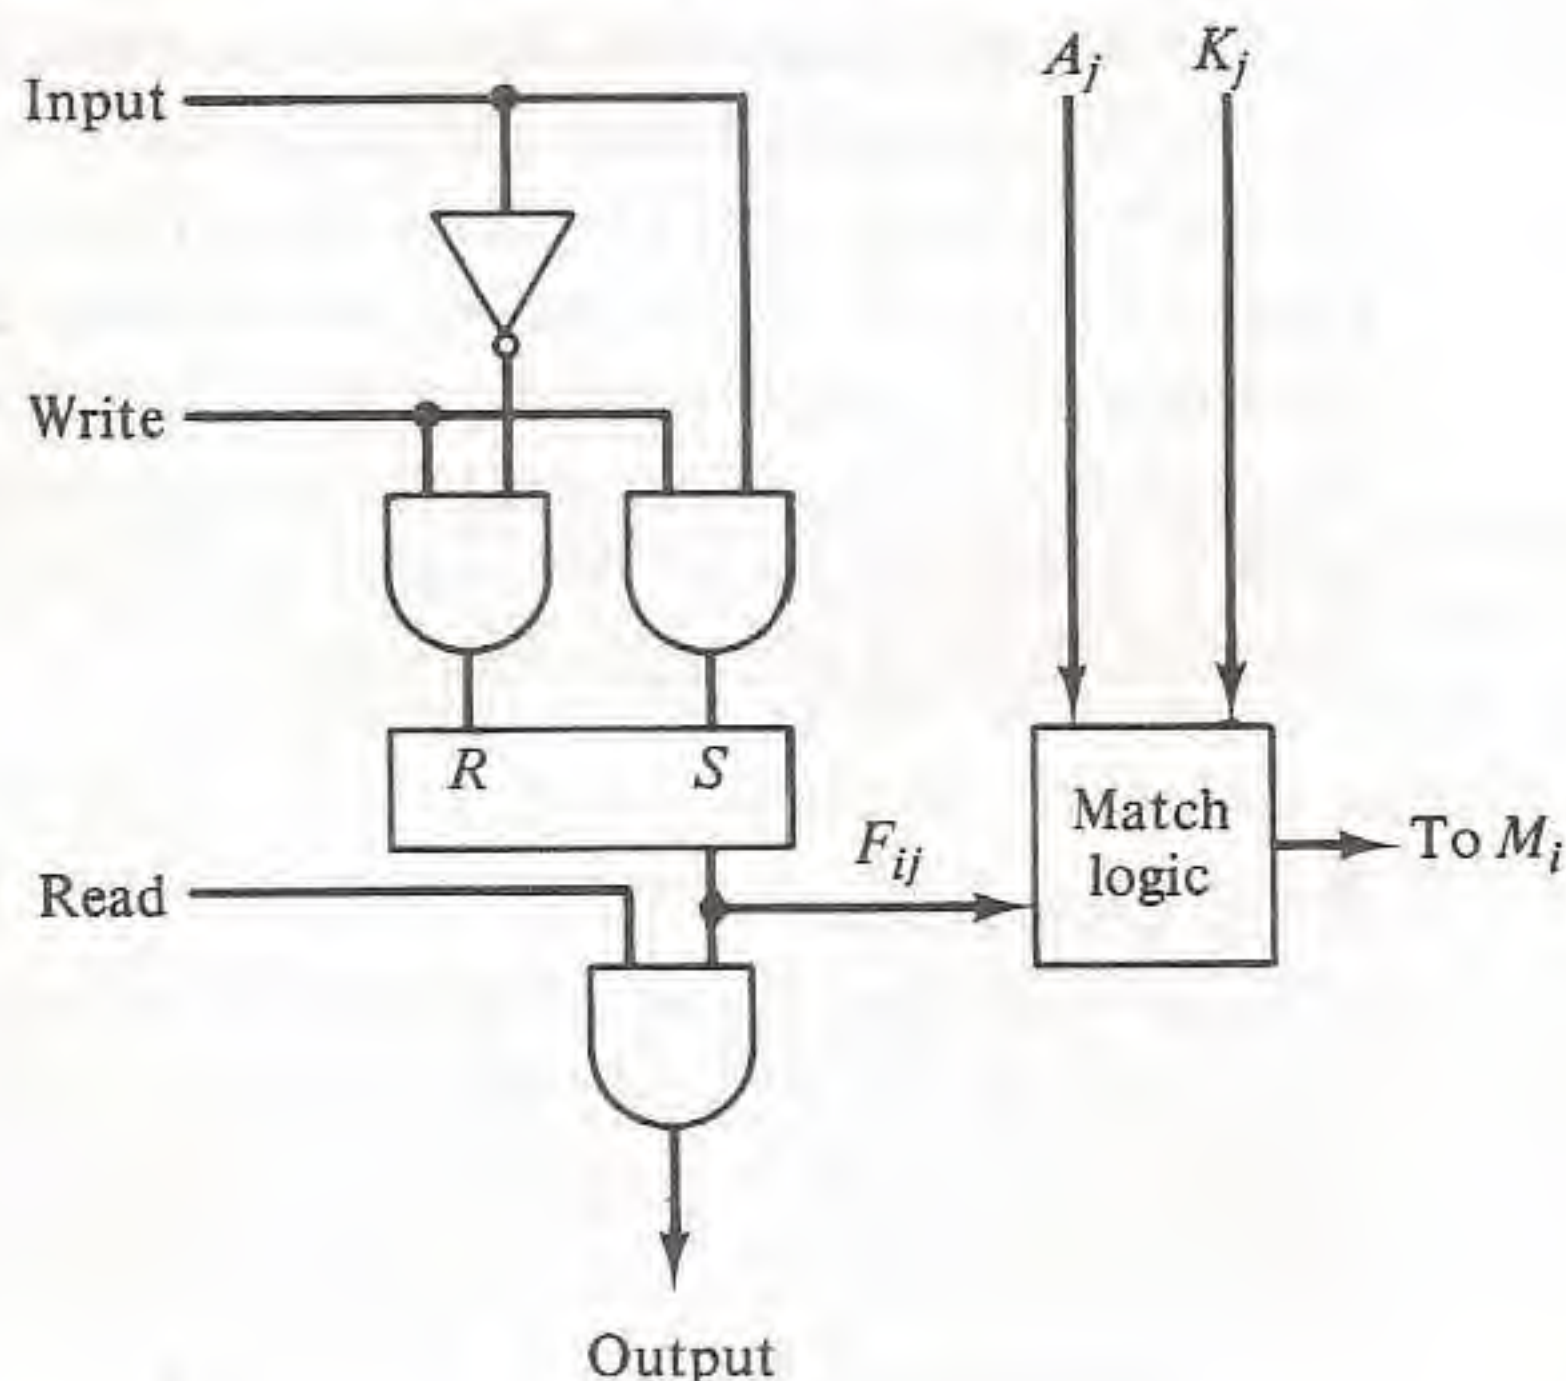 A_j
K_j
Input
Write
R
S
F_ij
Match
logic
To M_i
Read
Output